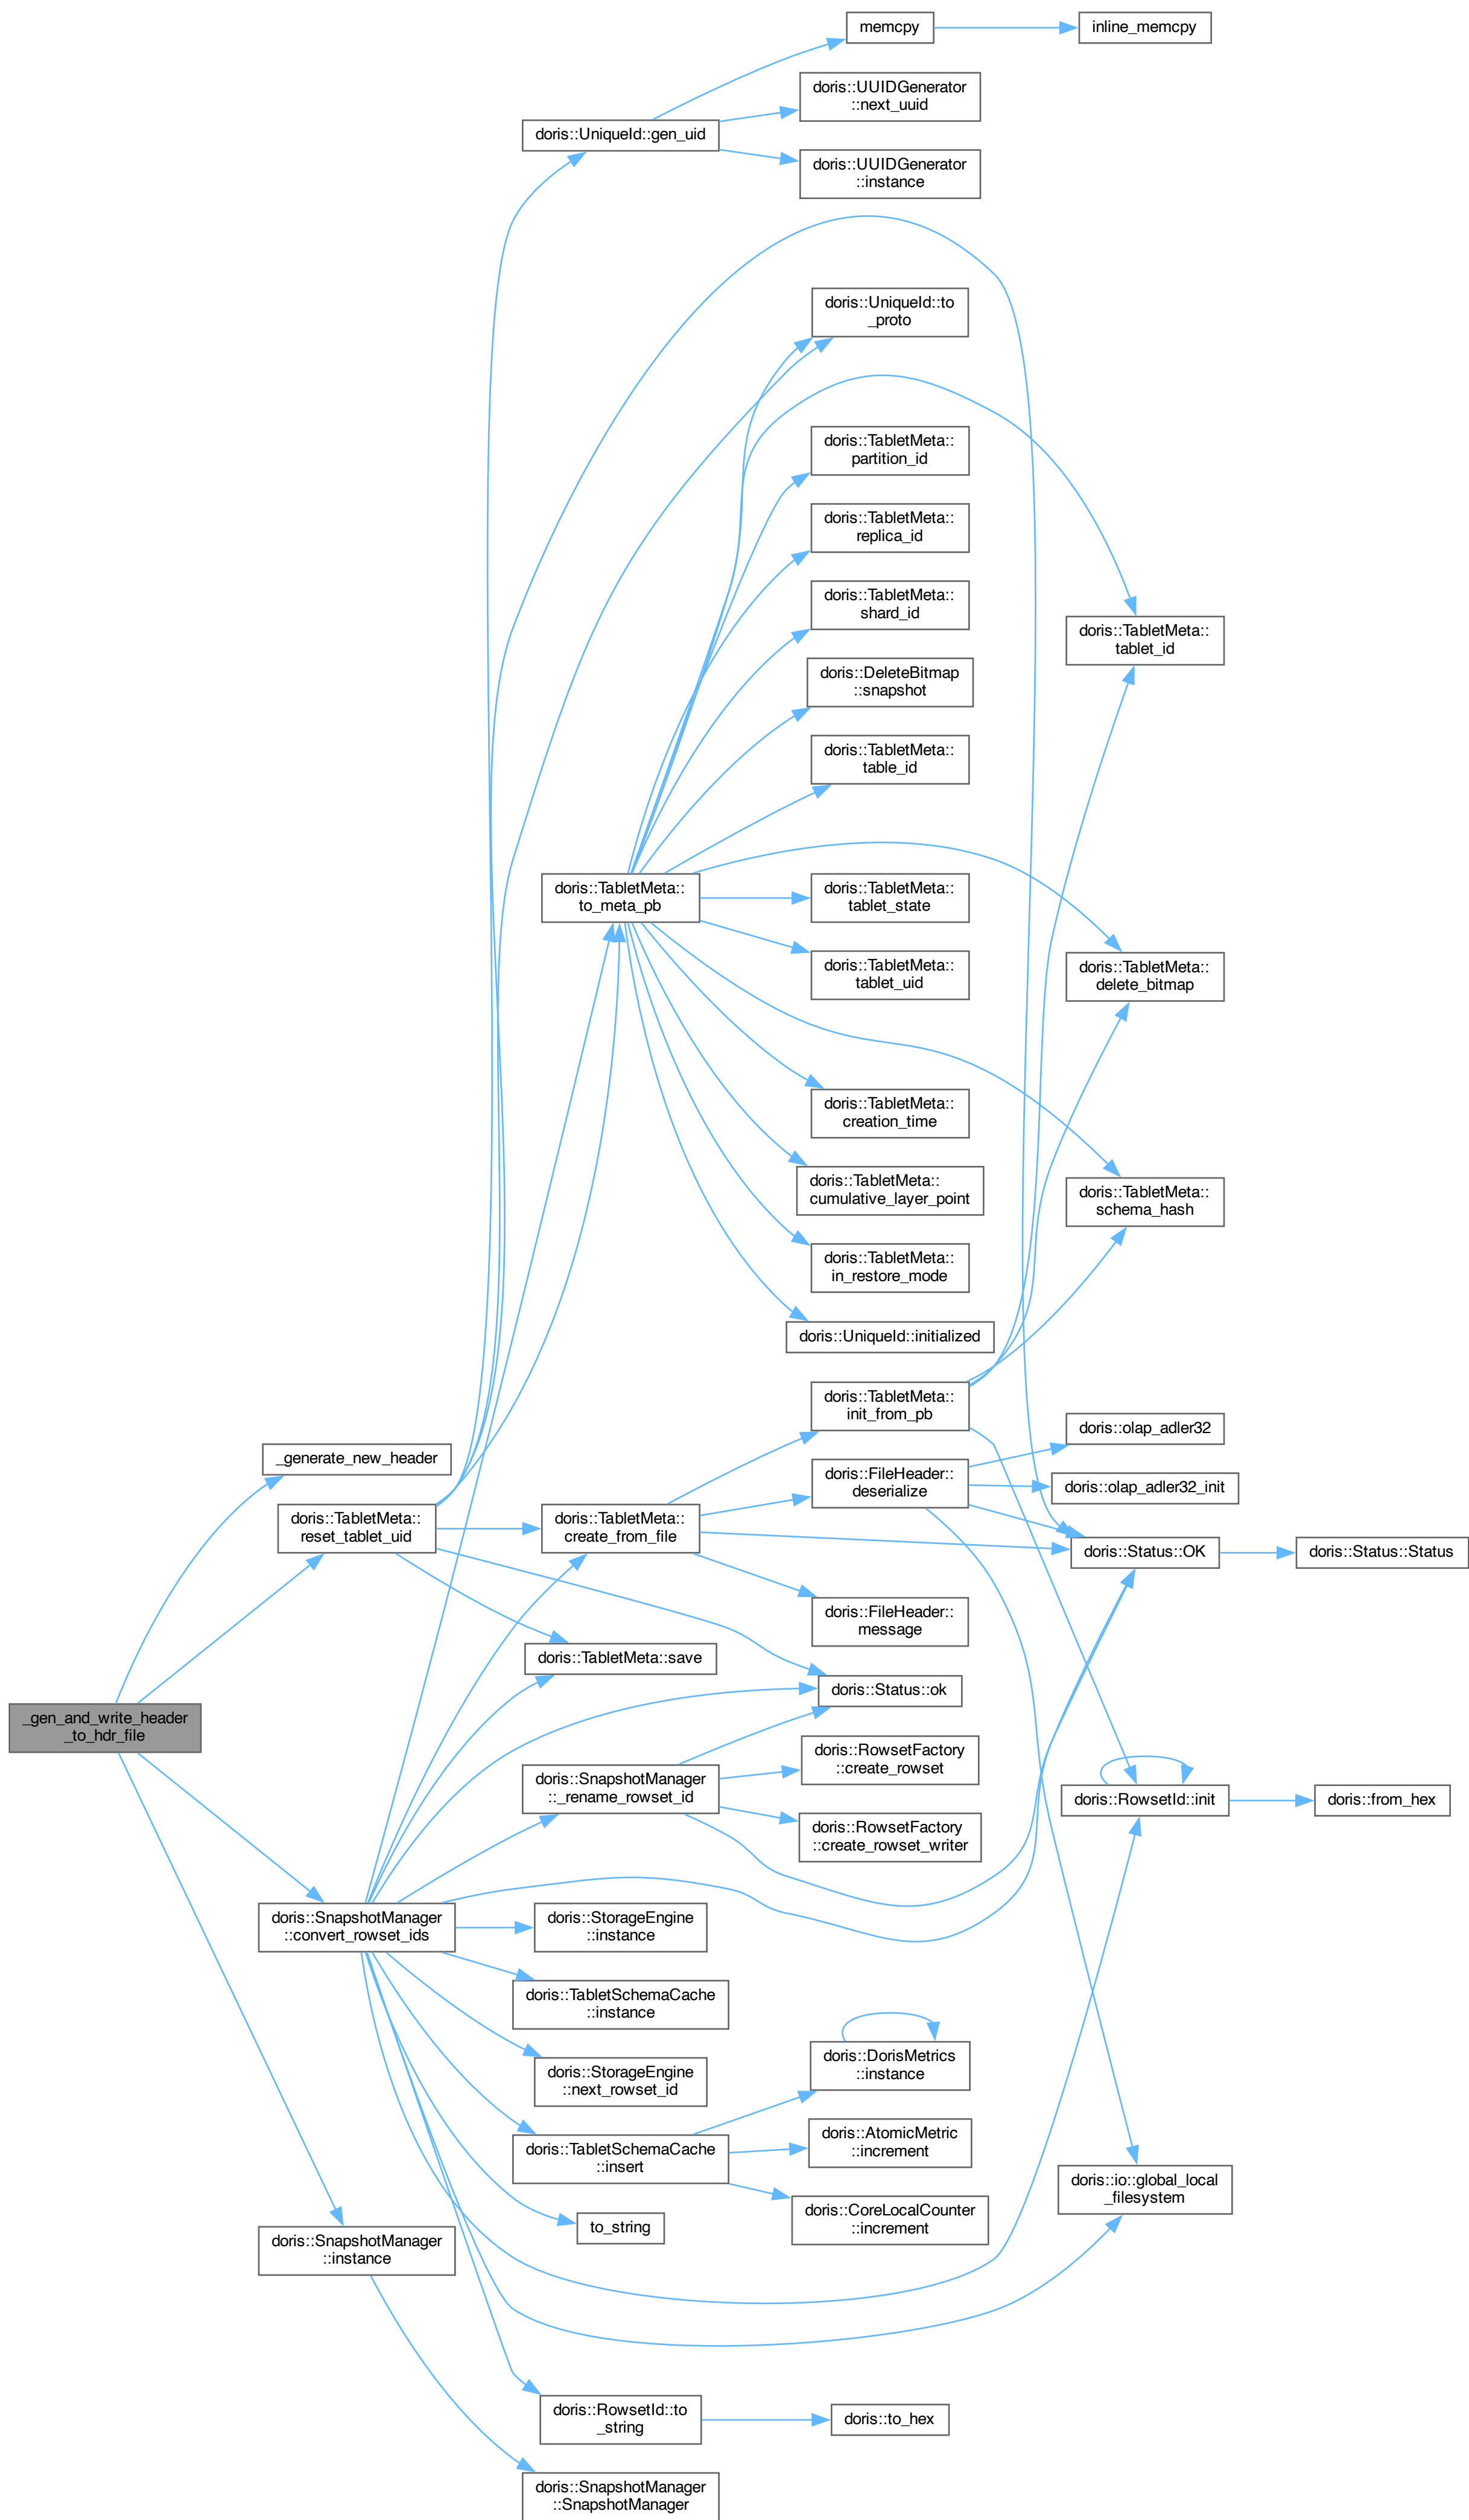 memcpy
inline_memcpy
doris::UUIDGenerator
::next_uuid
doris::UniqueId::gen_uid
doris::UUIDGenerator
::instance
doris::UniqueId::to
_proto
doris::TabletMeta::
partition_id
doris::TabletMeta::
replica_id
doris::TabletMeta::
shard_id
doris::TabletMeta::
tablet_id
doris::DeleteBitmap
::snapshot
doris::TabletMeta::
table_id
doris::TabletMeta::
to_meta_pb
doris::TabletMeta::
tablet_state
doris::TabletMeta::
tablet_uid
doris::TabletMeta::
delete_bitmap
doris::TabletMeta::
creation_time
doris::TabletMeta::
cumulative_layer_point
doris::TabletMeta::
schema_hash
doris::TabletMeta::
in_restore_mode
doris::UniqueId::initialized
doris::TabletMeta::
init_from_pb
doris::olap_adler32
_generate_new_header
doris::FileHeader::
deserialize
doris::olap_adler32_init
doris::TabletMeta::
reset_tablet_uid
doris::TabletMeta::
create_from_file
doris::Status::OK
doris::Status::Status
doris::FileHeader::
message
doris::TabletMeta::save
doris::Status::ok
_gen_and_write_header
_to_hdr_file
doris::RowsetFactory
::create_rowset
doris::SnapshotManager
::_rename_rowset_id
doris::RowsetId::init
doris::from_hex
doris::RowsetFactory
::create_rowset_writer
doris::SnapshotManager
::convert_rowset_ids
doris::StorageEngine
::instance
doris::TabletSchemaCache
::instance
doris::DorisMetrics
::instance
doris::StorageEngine
::next_rowset_id
doris::AtomicMetric
::increment
doris::TabletSchemaCache
::insert
doris::io::global_local
_filesystem
doris::CoreLocalCounter
::increment
to_string
doris::SnapshotManager
::instance
doris::RowsetId::to
_string
doris::to_hex
doris::SnapshotManager
::SnapshotManager